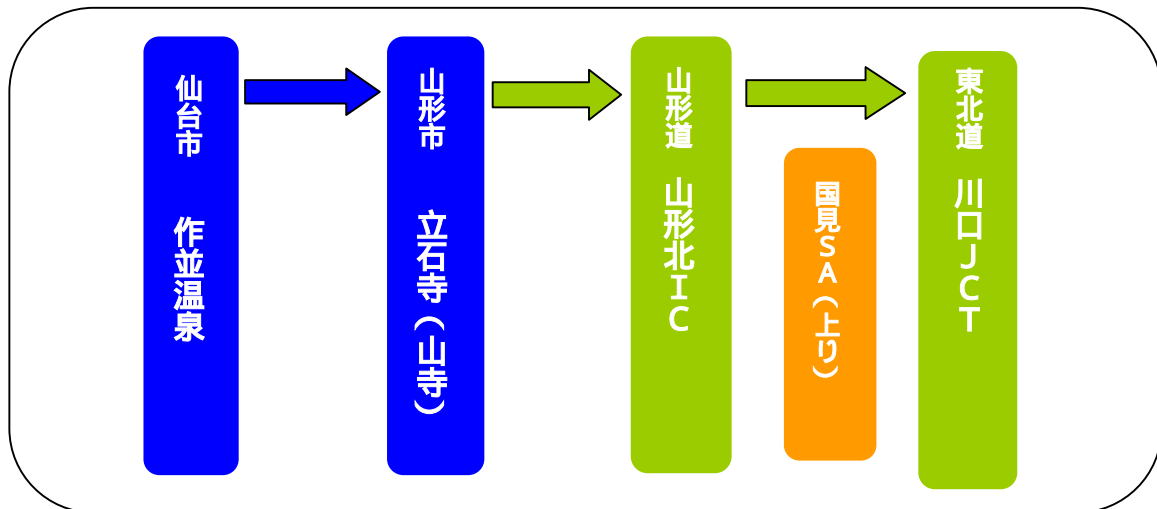 仙台市　作並温泉
山形市　立石寺（山寺）
山形道　山形北ＩＣ
国見ＳＡ（上り）
東北道　川口ＪＣＴ